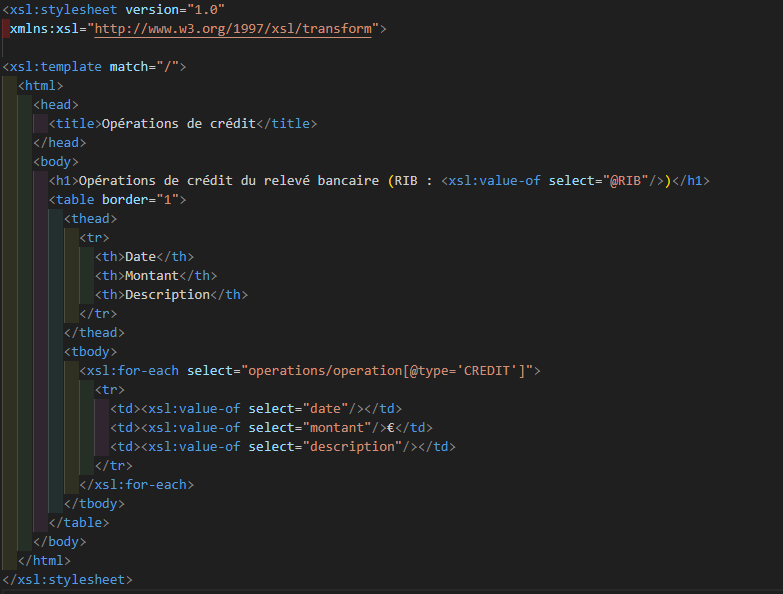 <xsl:stylesheet version="1.0"
xmlns:xsl="http://www.w3.org/1997/xsl/transform">
<xsl:template match="/">
<html>
<head>
<title>Opérations de crédit</title>
</head>
<body>
<h1>Opérations de crédit du relevé bancaire (RIB : <xsl:value-of select="@RIB"/>)</h1>
<table border="1">
<thead>
<tr>
<th>Date</th>
<th>Montant</th>
<th>Description</th>
</tr>
</thead>
<tbody>
<xsl:for-each select="operations/operation[@type='CREDIT']">
<tr>
<td><xsl:value-of select="date"/></td>
<td><xsl:value-of select="montant"/>€</td>
<td><xsl:value-of select="description"/></td>
</tr>
</xsl:for-each>
</tbody>
</table>
</body>
</html>
</xsl:stylesheet>